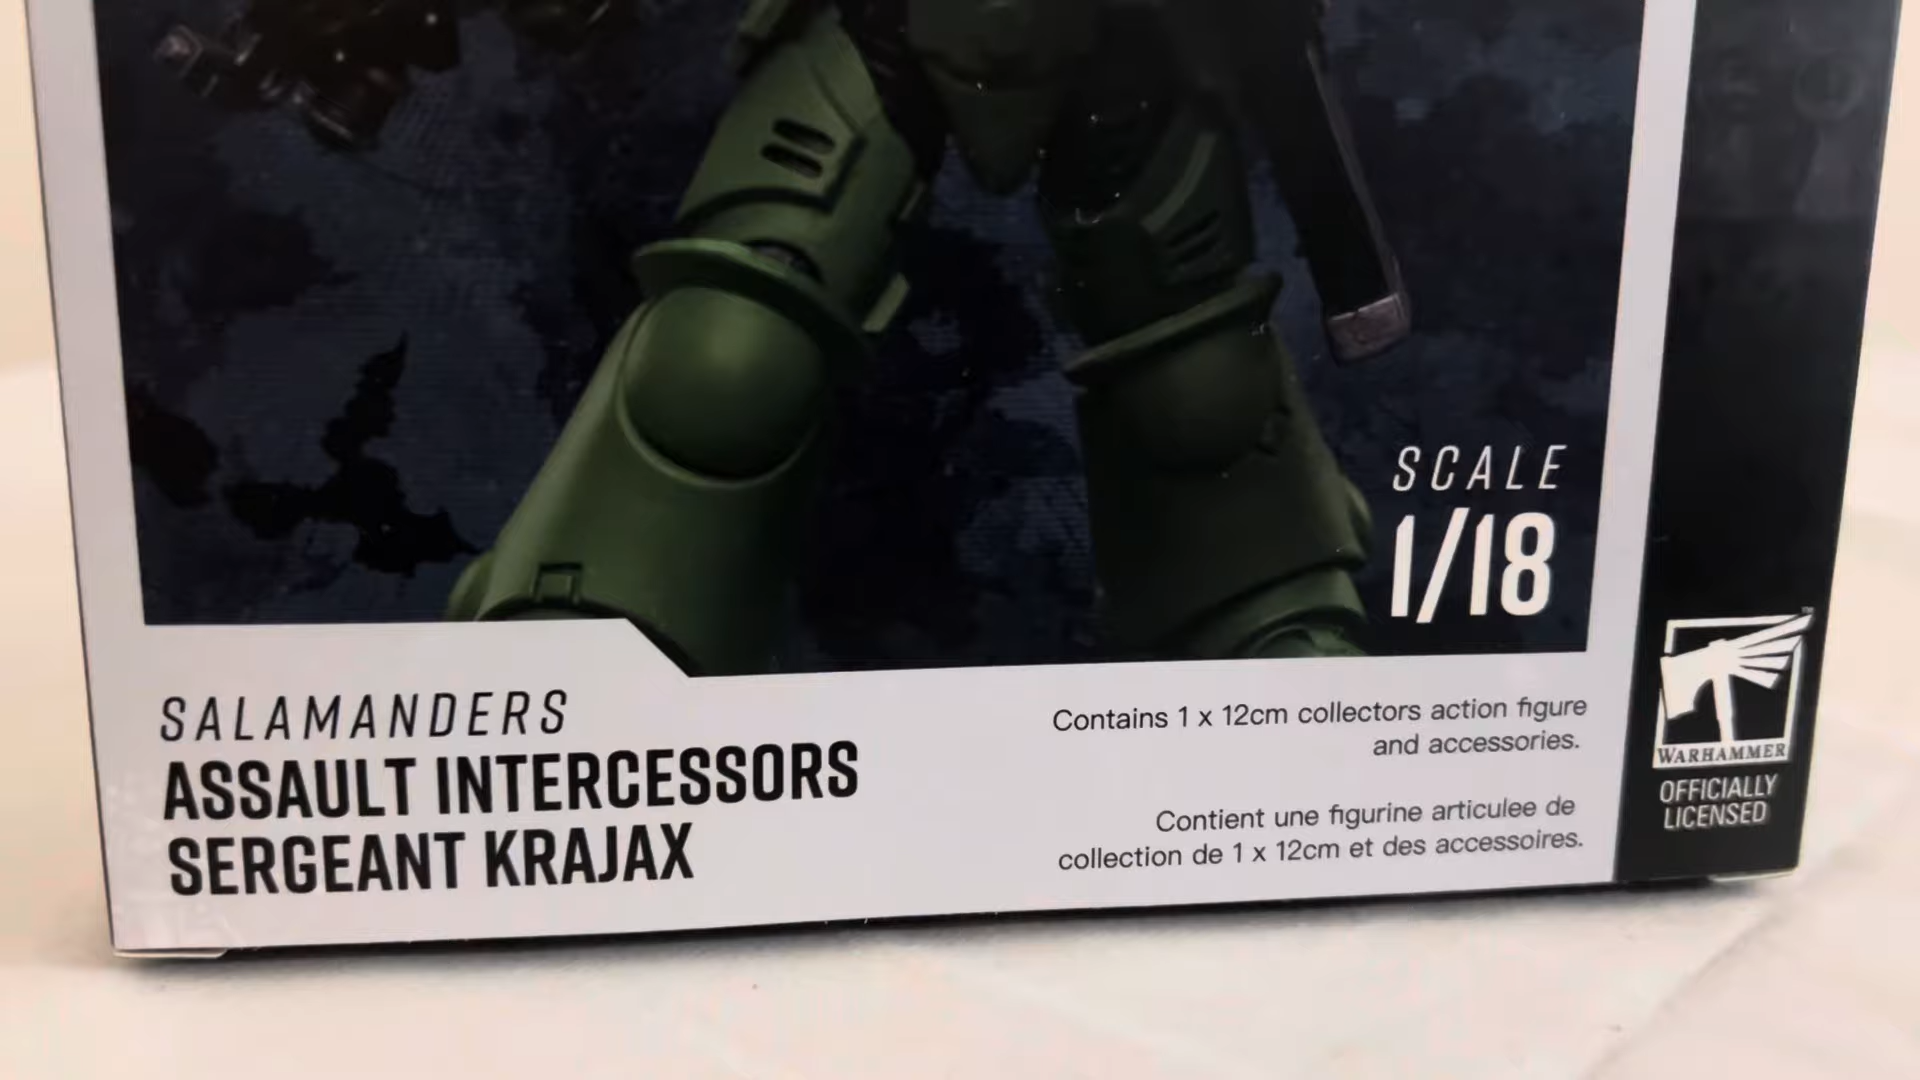 SCALE
1/18
SALAMANDERS
ASSAULT INTERCESSORS
SERGEANT KRAJAX
Contains 1 x 12cm collectors action figure
and accessories.
Contient une figurine articulee de
collection de 1 x 12cm et des accessoires.
WARHAMMER
OFFICIALLY
LICENSED